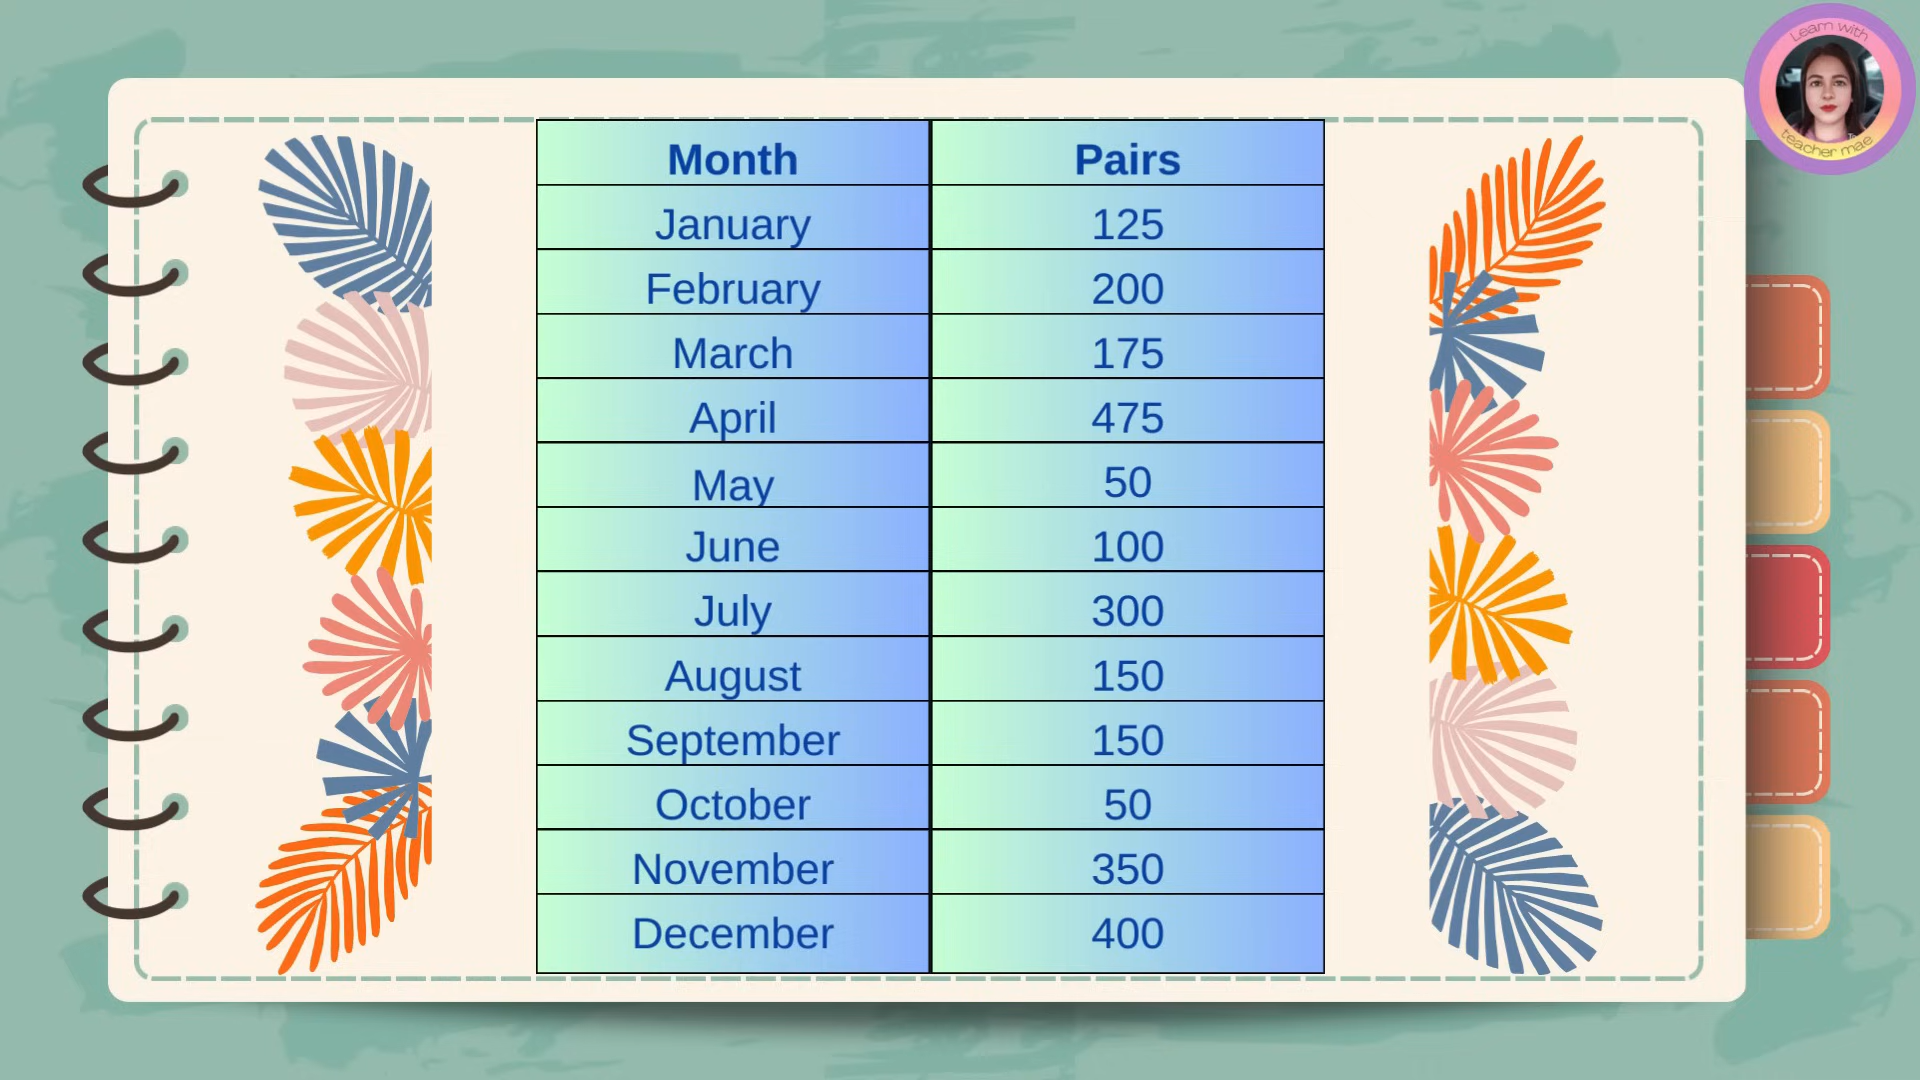 Learn with
teacher mae
Month Pairs
January 125
February 200
March 175
April 475
May 50
June 100
July 300
August 150
September 150
October 50
November 350
December 400